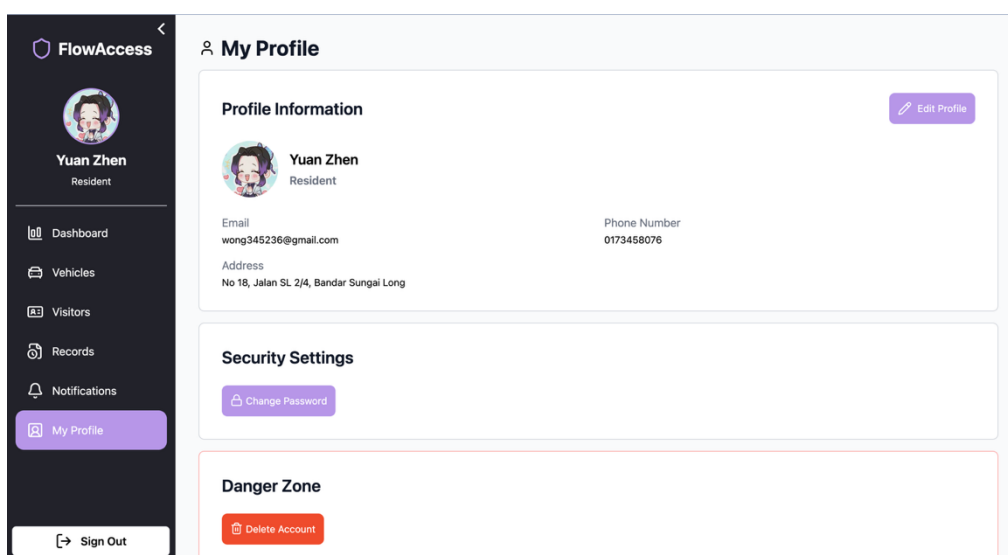 FlowAccess
Yuan Zhen
Resident
Dashboard
Vehicles
Visitors
Records
Notifications
My Profile
Sign Out
My Profile
Profile Information
Edit Profile
Yuan Zhen
Resident
Email
wong345236@gmail.com
Phone Number
0173458076
Address
No 18, Jalan SL 2/4, Bandar Sungai Long
Security Settings
Change Password
Danger Zone
Delete Account